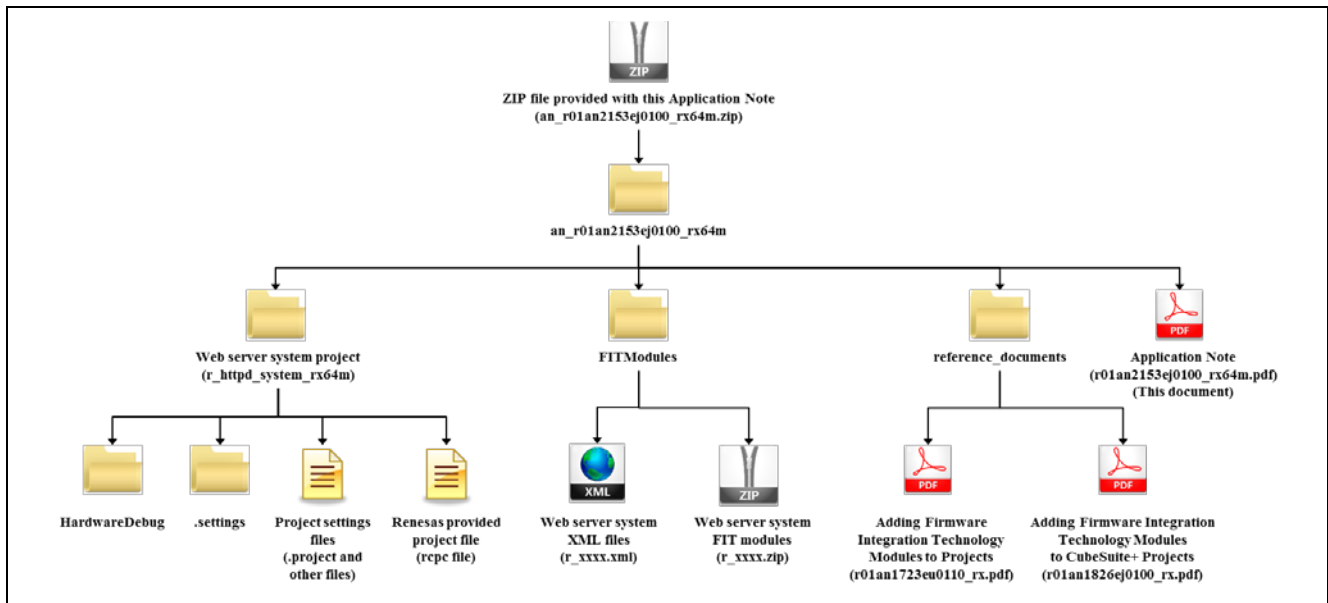 ZIP
ZIP file provided with this Application Note
(an_r01an2153ej0100_rx64m.zip)
an_r01an2153ej0100_rx64m
PDF
Web server system project
(r_httpd_system_rx64m)
FITModules
reference_documents
Application Note
(r01an2153ej0100_rx64m.pdf)
(This document)
XML
ZIP
PDF
PDF
HardwareDebug
.settings
Project settings
files
(.project and
other files)
Renesas provided
project file
(rcpc file)
Web server system
XML files
(r_xxxx.xml)
Web server system
FIT modules
(r_xxxx.zip)
Adding Firmware
Integration Technology
Modules to Projects
(r01an1723eu0110_rx.pdf)
Adding Firmware Integration
Technology Modules
to CubeSuite+ Projects
(r01an1826ej0100_rx.pdf)